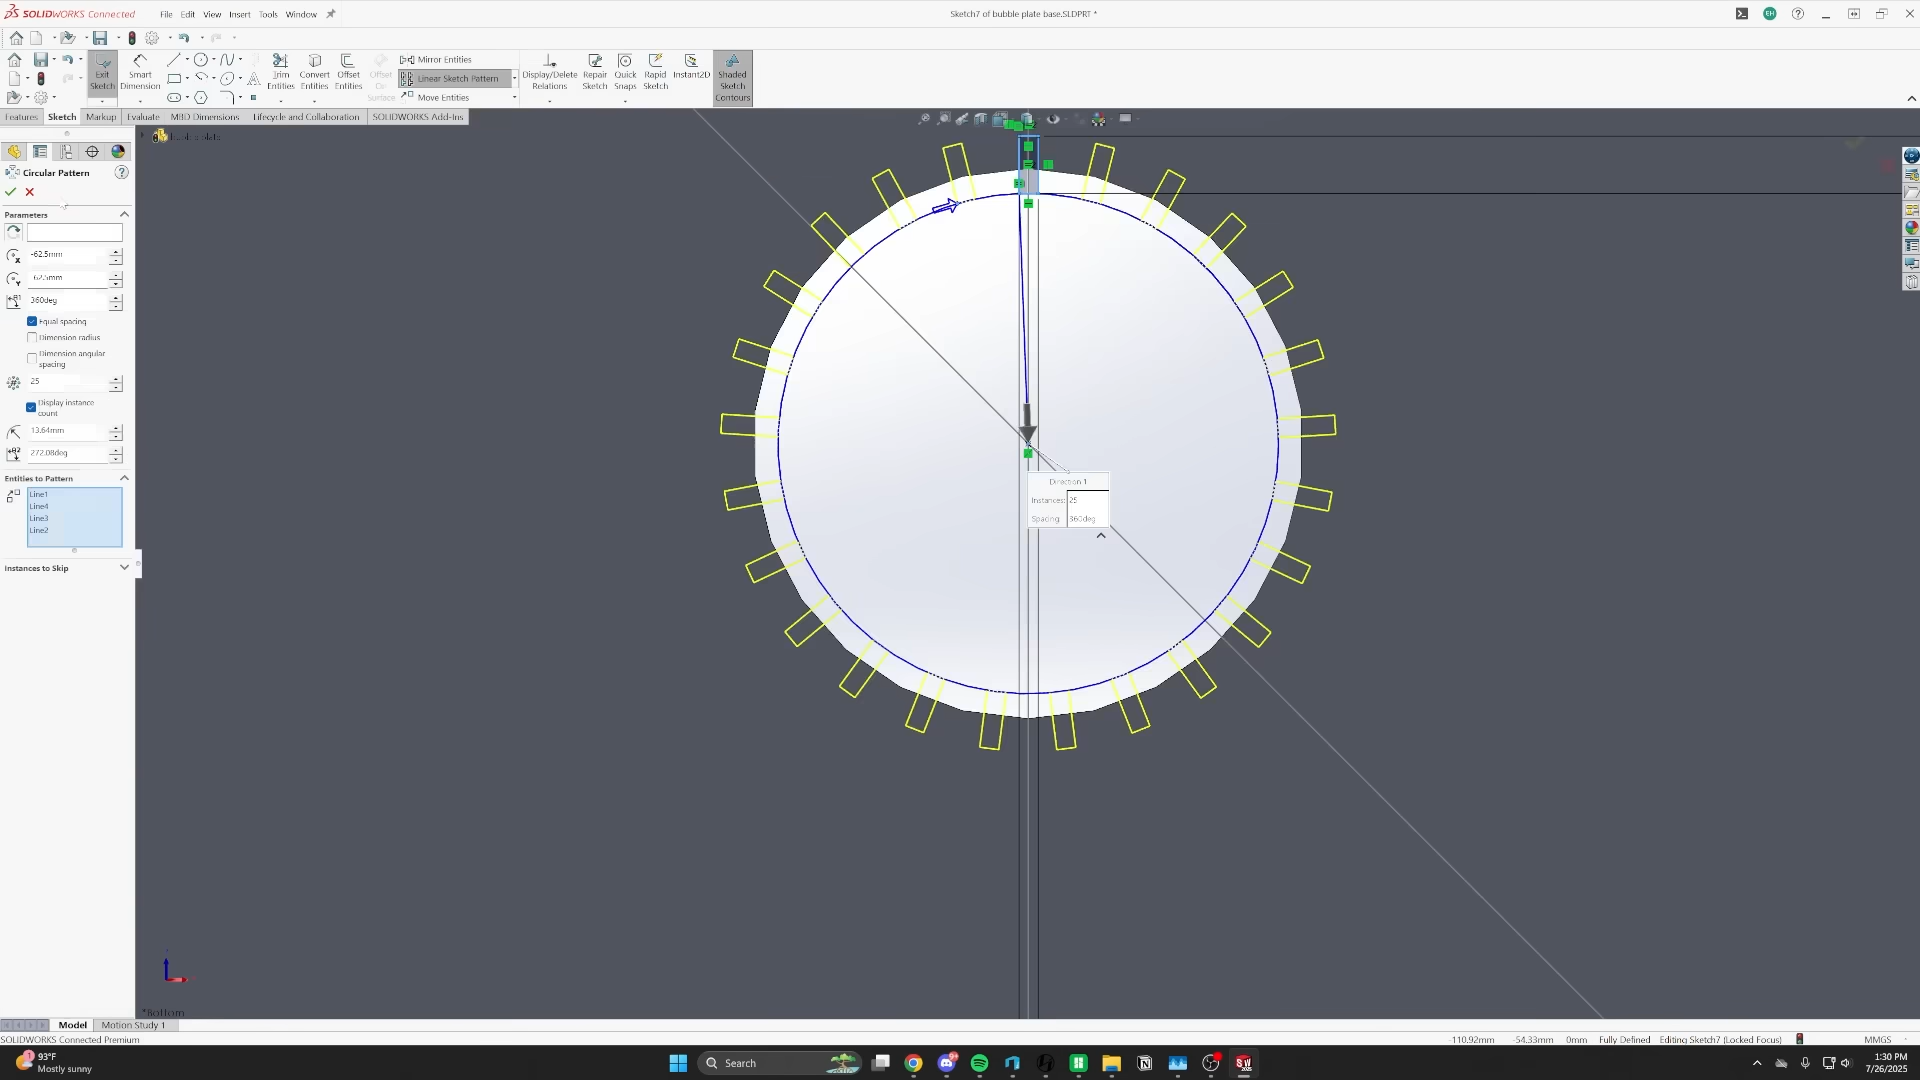 SOLIDWORKS Connected
File Edit View Insert Tools Window
Sketch7 of bubble plate base.SLDPRT *
EH
Exit Sketch
Smart Dimension
Trim Entities
Convert Entities
Offset Entities
Offset On Surface
Mirror Entities
Linear Sketch Pattern
Move Entities
Display/Delete Relations
Repair Sketch
Quick Snaps
Rapid Sketch
Instant2D
Shaded Sketch Contours
Features Sketch Markup Evaluate MBD Dimensions Lifecycle and Collaboration SOLIDWORKS Add-Ins
Circular Pattern
Parameters
-62.5mm
62.5mm
360deg
Equal spacing
Dimension radius
Dimension angular
spacing
25
Display instance
count
13.64mm
272.08deg
Entities to Pattern
Line1
Line4
Line3
Line2
Instances to Skip
Direction 1
Instances: 25
Spacing: 360deg
*Bottom
Model Motion Study 1
SOLIDWORKS Connected Premium
-110.92mm -54.33mm 0mm Fully Defined Editing Sketch7 (Locked Focus) MMGS
93°F
Mostly sunny
Search
1:30 PM
7/26/2025